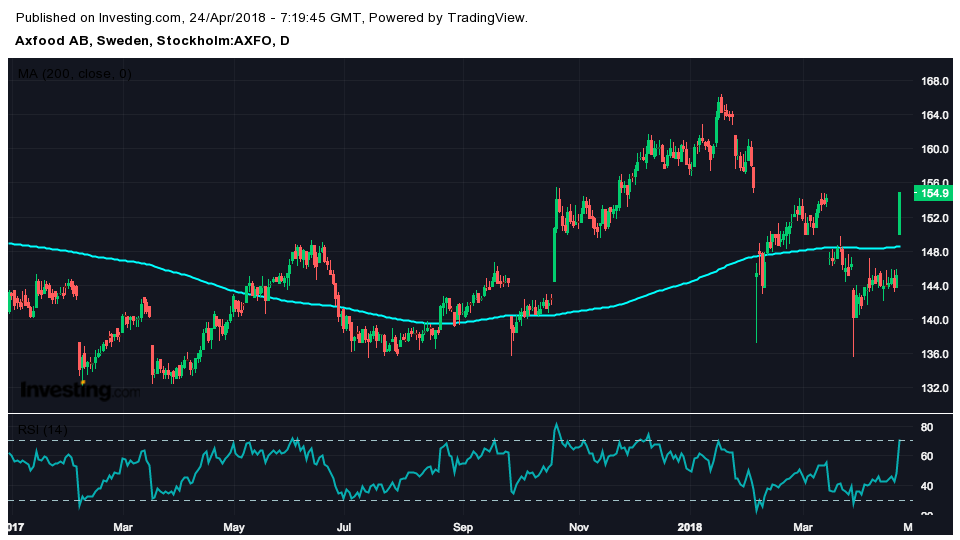 Published on Investing.com, 24/Apr/2018 - 7:19:45 GMT, Powered by TradingView.
Axfood AB, Sweden, Stockholm:AXFO, D
MA (200, close, 0)
168.0
164.0
160.0
156.0
154.9
152.0
148.0
144.0
140.0
136.0
132.0
Investing.com
RSI (14)
80
60
40
20
2017 Mar May Jul Sep Nov 2018 Mar M